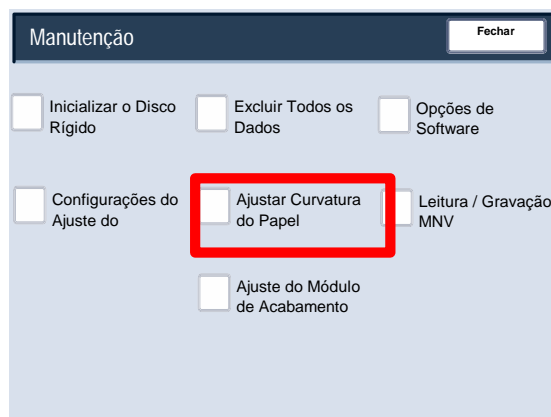 Manutenção
Fechar
Inicializar o Disco
Rígido
Excluir Todos os
Dados
Opções de
Software
Configurações do
Ajuste do
Ajustar Curvatura
do Papel
Leitura / Gravação
MNV
Ajuste do Módulo
de Acabamento